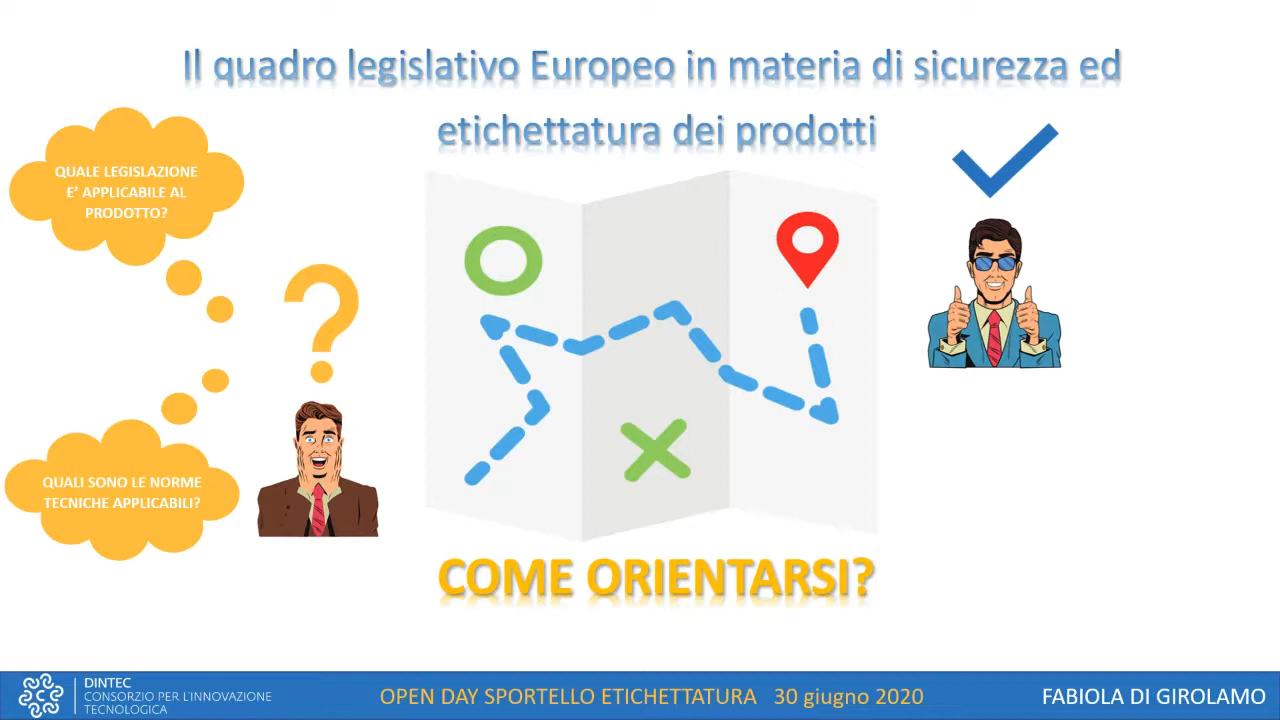 Il quadro legislativo Europeo in materia di sicurezza ed
etichettatura dei prodotti
QUALE LEGISLAZIONE
E' APPLICABILE AL
PRODOTTO?
QUALI SONO LE NORME
TECNICHE APPLICABILI?
COME ORIENTARSI?
DINTEC
CONSORZIO PER L'INNOVAZIONE
TECNOLOGICA
OPEN DAY SPORTELLO ETICHETTATURA 30 giugno 2020
FABIOLA DI GIROLAMO